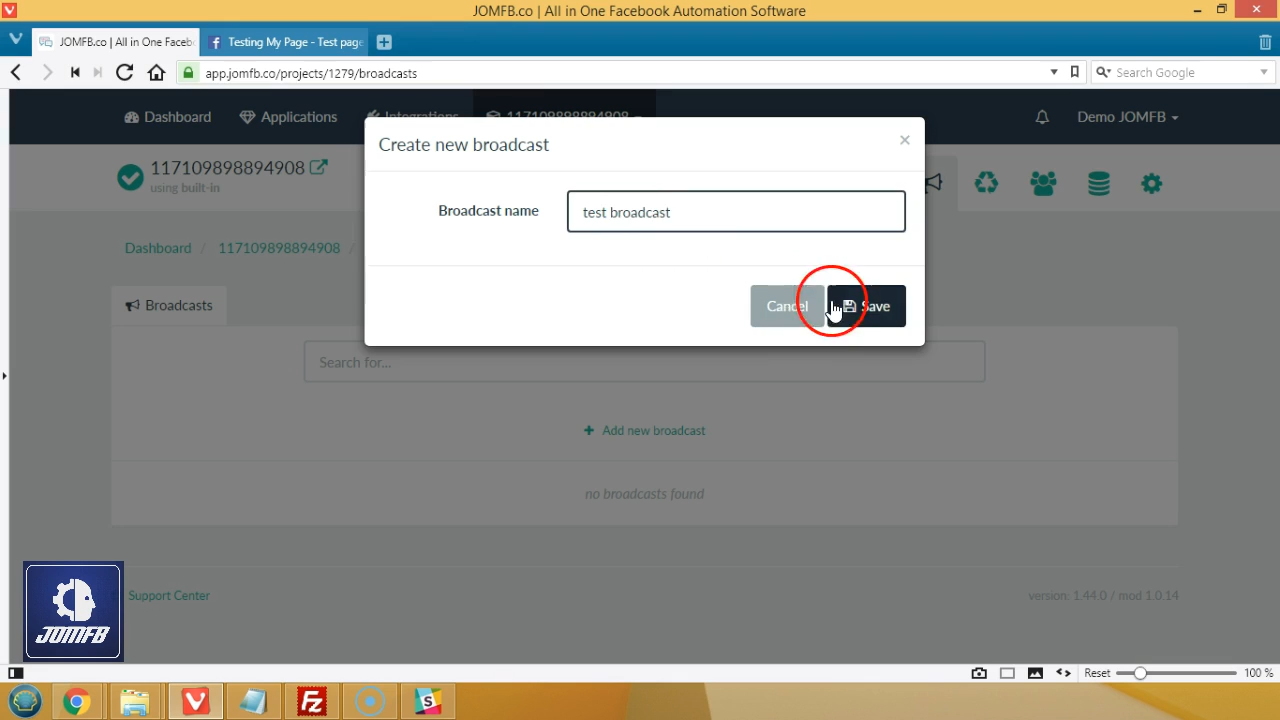 JOMFB.co | All in One Facebook Automation Software
JOMFB.co | All in One Faceb
Testing My Page - Test page
app.jomfb.co/projects/1279/broadcasts
Search Google
Dashboard
Applications
Integrations
117109898894908
Demo JOMFB
117109898894908
using built-in
Create new broadcast
×
Broadcast name
test broadcast
Cancel
Save
Dashboard / 117109898894908 /
Broadcasts
Search for...
+ Add new broadcast
no broadcasts found
JOMFB
Support Center
version: 1.44.0 / mod 1.0.14
Reset
100 %